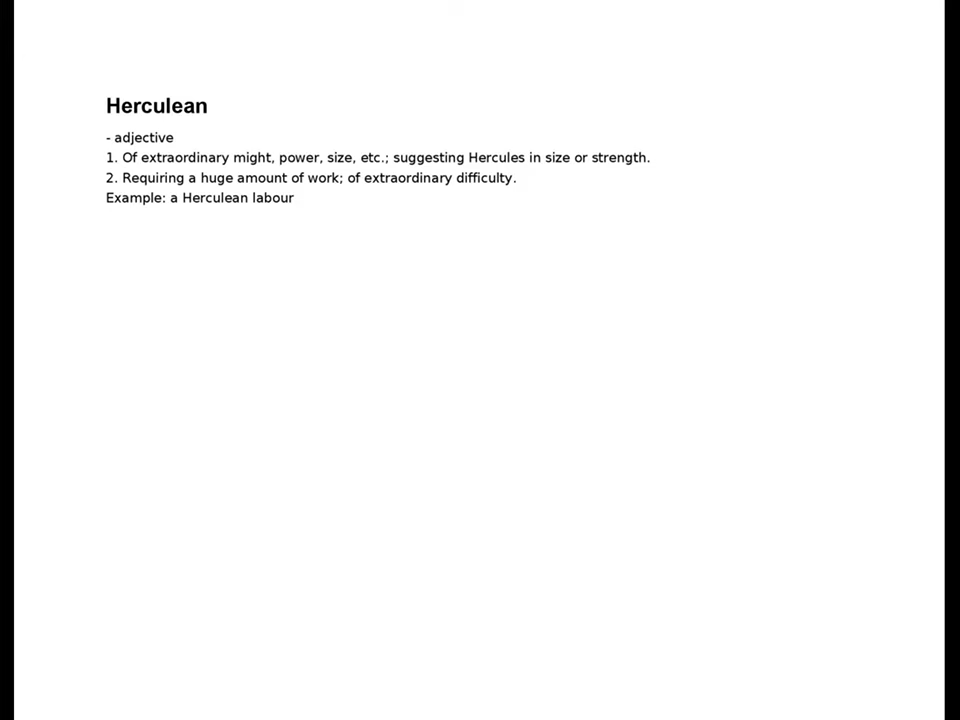 Herculean
- adjective
1. Of extraordinary might, power, size, etc.; suggesting Hercules in size or strength.
2. Requiring a huge amount of work; of extraordinary difficulty.
Example: a Herculean labour